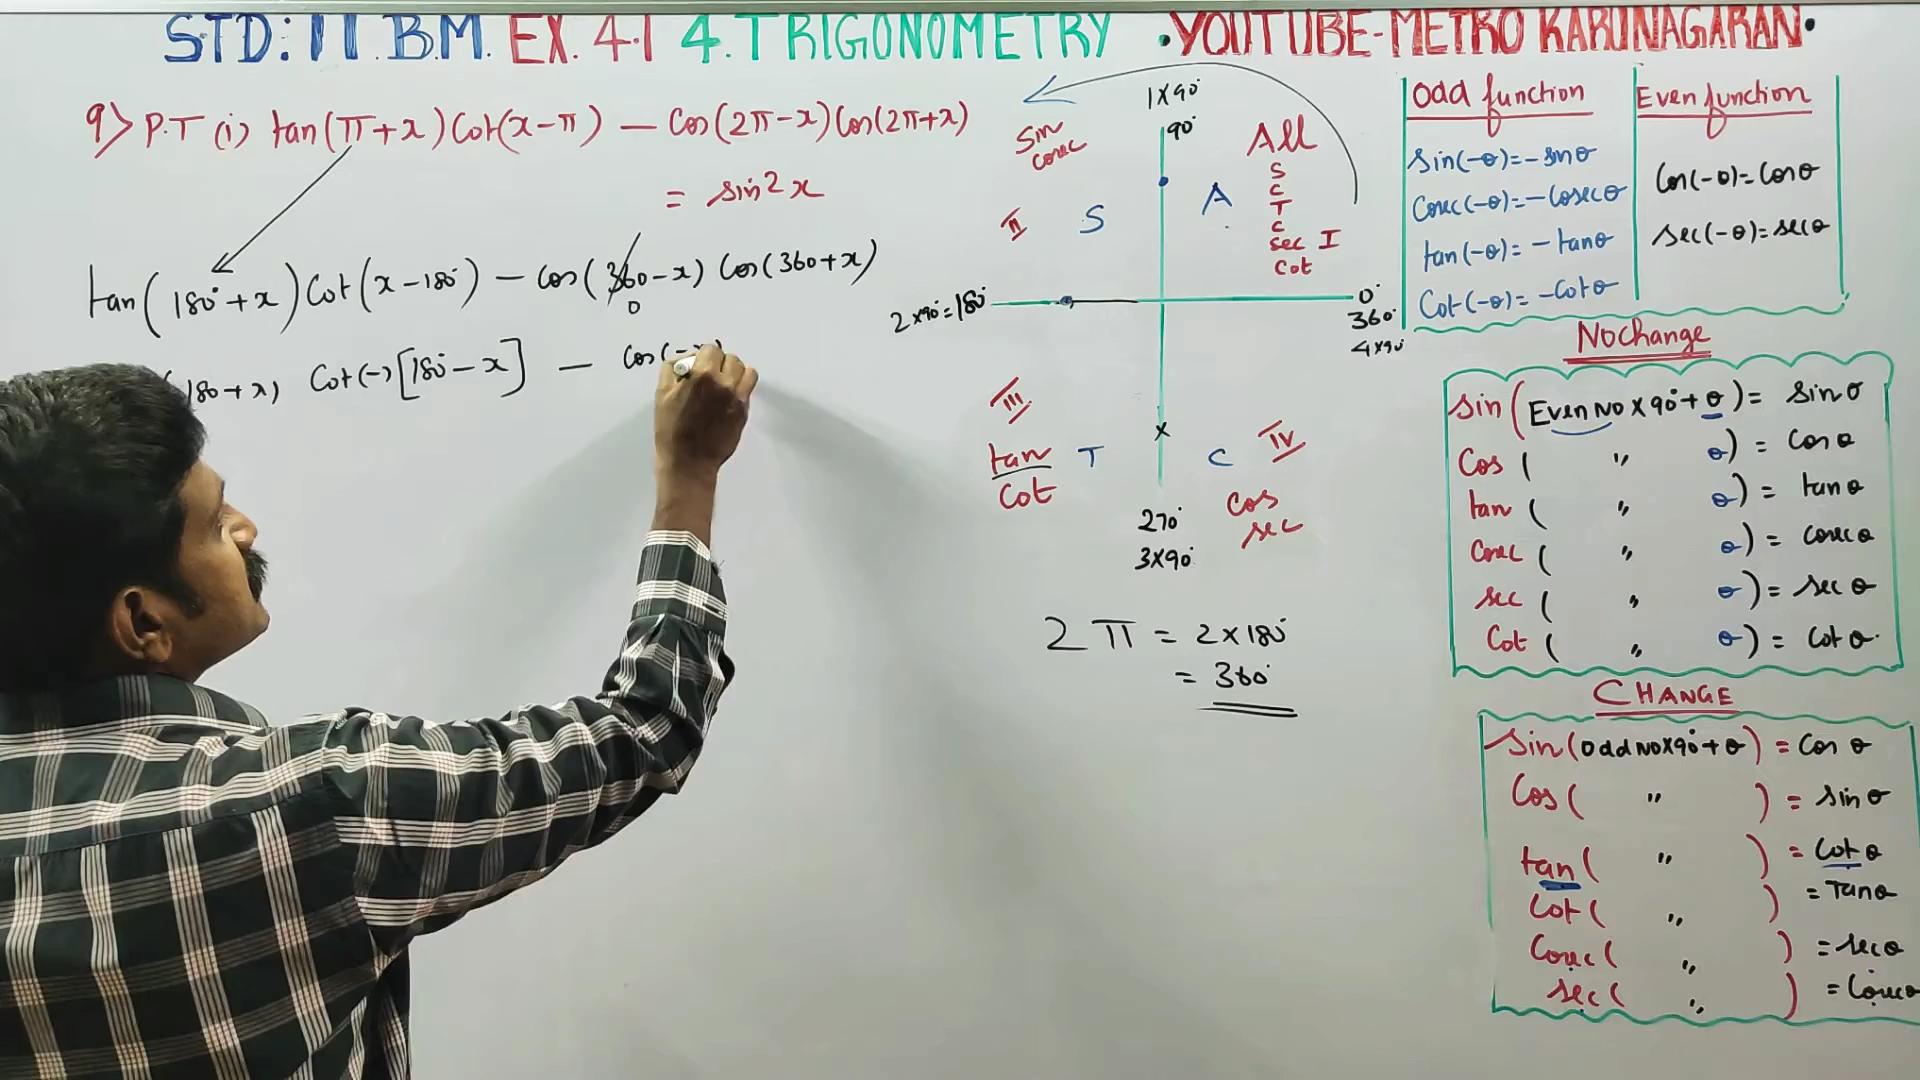 STD: 11 B.M. EX. 4.1 4. TRIGONOMETRY • YOUTUBE-METRO KARUNAGARAN •
9) P.T (i) tan(π+x) Cot(x-π) - Cos(2π-x) Cos(2π+x)
= sin2x
tan(180°+x) Cot(x-180°) - cos(360-x) Cos(360+x)
0
180+x) Cot(-)[180°-x] - Cos(-x)
1×90°
90°
Sin
Cosec
All
S
C
T
C
sec I
Cot
II S A
2×90°=180°
0°
360°
4×90°
III
tan
Cot
T C IV
Cos
sec
270°
3×90°
2π = 2×180°
= 360°
Odd function
Sin(-θ)=-sinθ
Cosec(-θ)=-Cosecθ
tan(-θ)=-tanθ
Cot(-θ)=-Cotθ
Even function
Cos(-θ)=Cosθ
sec(-θ)=secθ
No change
Sin(Even No×90°+θ)= Sinθ
Cos( " θ) = Cosθ
tan( " θ) = tanθ
Cosec( " θ) = Cosecθ
sec( " θ) = secθ
Cot( " θ) = Cotθ
CHANGE
Sin(Odd No×90°+θ) = Cosθ
Cos( " ) = Sinθ
tan( " ) = Cotθ
Cot( " ) = Tanθ
Cosec( " ) = secθ
sec( " ) = Cosecθ